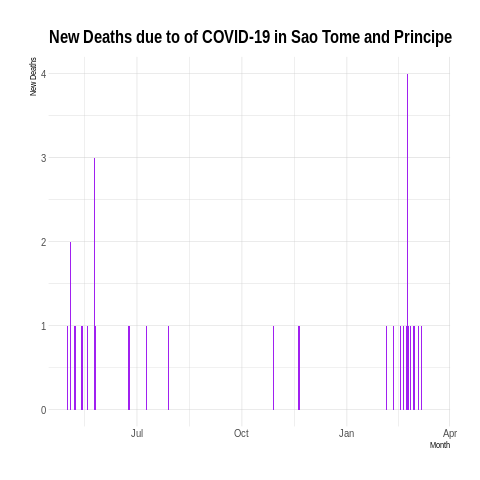 New Deaths due to of COVID-19 in Sao Tome and Principe
New Deaths
4
3
2
1
0
Jul Oct Jan Apr
Month